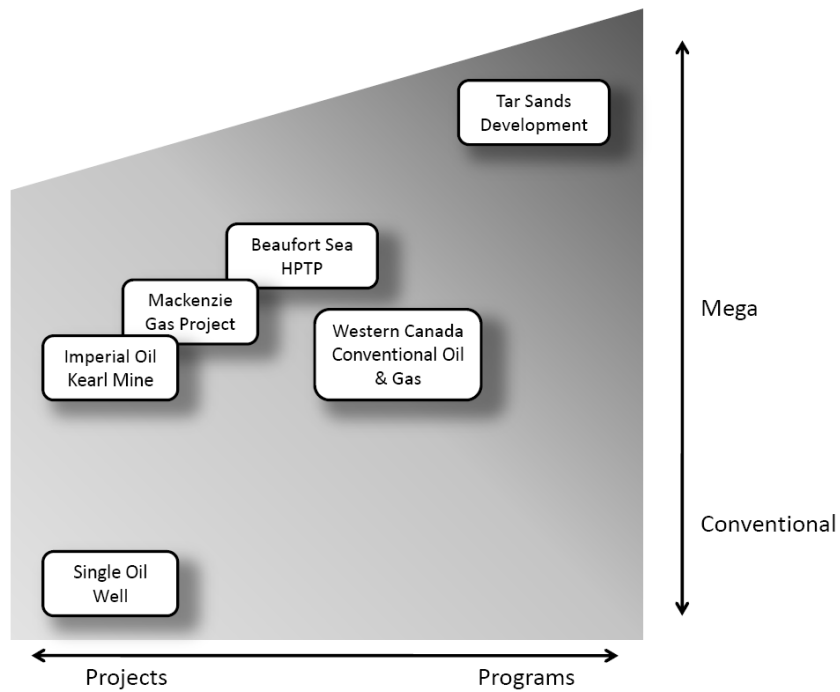 Tar Sands
Development
Beaufort Sea
HPTP
Mackenzie
Gas Project
Mega
Western Canada
Conventional Oil
& Gas
Imperial Oil
Kearl Mine
Conventional
Single Oil
Well
Projects
Programs